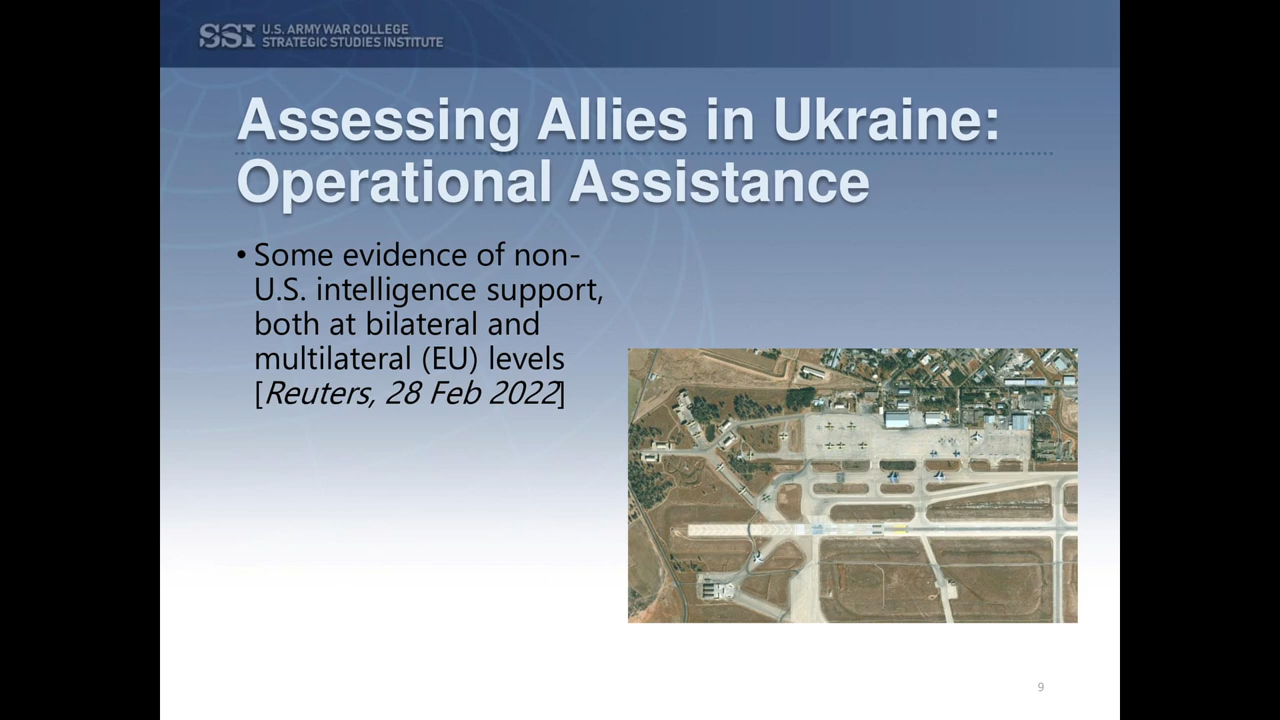 SSI U.S. ARMY WAR COLLEGE
STRATEGIC STUDIES INSTITUTE
Assessing Allies in Ukraine:
Operational Assistance
• Some evidence of non-
U.S. intelligence support,
both at bilateral and
multilateral (EU) levels
[Reuters, 28 Feb 2022]
9